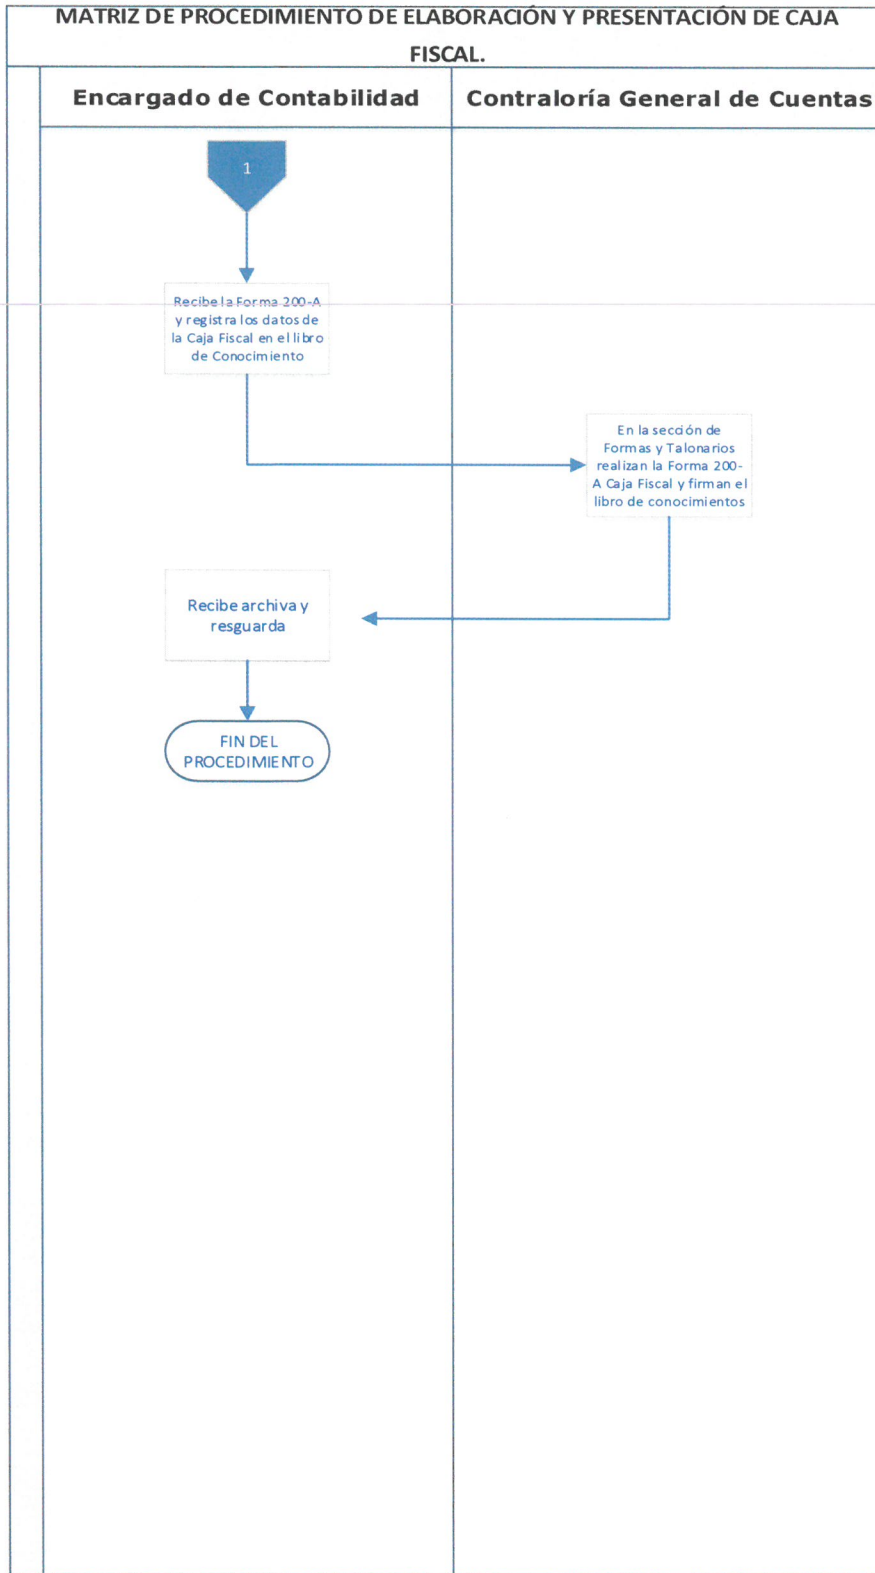 MATRIZ DE PROCEDIMIENTO DE ELABORACIÓN Y PRESENTACIÓN DE CAJA
FISCAL.
Encargado de Contabilidad
Contraloría General de Cuentas
1
Recibe la Forma 200-A
y registra los datos de
la Caja Fiscal en el libro
de Conocimiento
En la sección de
Formas y Talonarios
realizan la Forma 200-
A Caja Fiscal y firman el
libro de conocimientos
Recibe archiva y
resguarda
FIN DEL
PROCEDIMIENTO